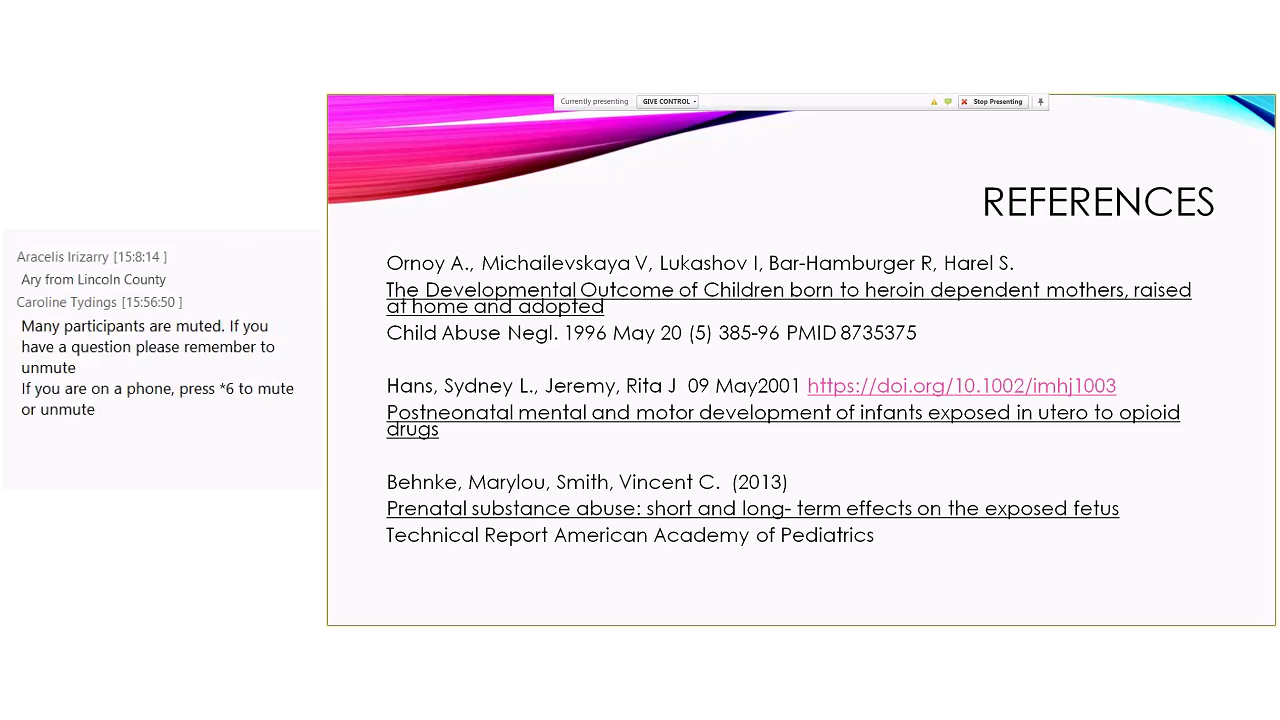 Currently presenting GIVE CONTROL Stop Presenting
REFERENCES
Aracelis Irizarry [15:8:14 ]
Ary from Lincoln County
Caroline Tydings [15:56:50 ]
Many participants are muted. If you
have a question please remember to
unmute
If you are on a phone, press *6 to mute
or unmute
Ornoy A., Michailevskaya V, Lukashov I, Bar-Hamburger R, Harel S.
The Developmental Outcome of Children born to heroin dependent mothers, raised
at home and adopted
Child Abuse Negl. 1996 May 20 (5) 385-96 PMID 8735375
Hans, Sydney L., Jeremy, Rita J  09 May2001 https://doi.org/10.1002/imhj1003
Postneonatal mental and motor development of infants exposed in utero to opioid
drugs
Behnke, Marylou, Smith, Vincent C.  (2013)
Prenatal substance abuse: short and long- term effects on the exposed fetus
Technical Report American Academy of Pediatrics